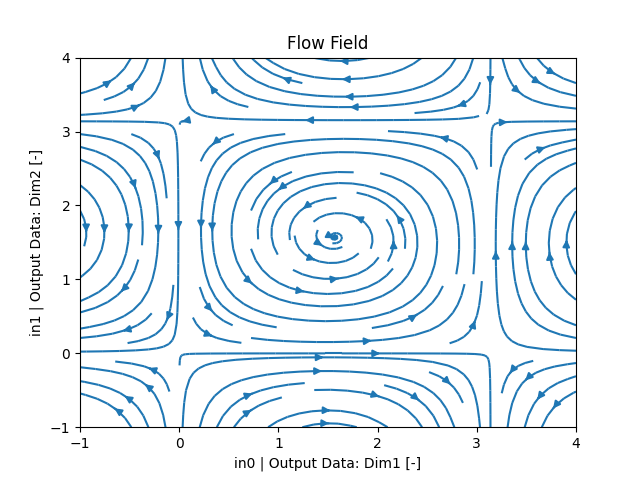 Flow Field
in1 | Output Data: Dim2 [-]
4
3
2
1
0
−1
−1 0 1 2 3 4
in0 | Output Data: Dim1 [-]